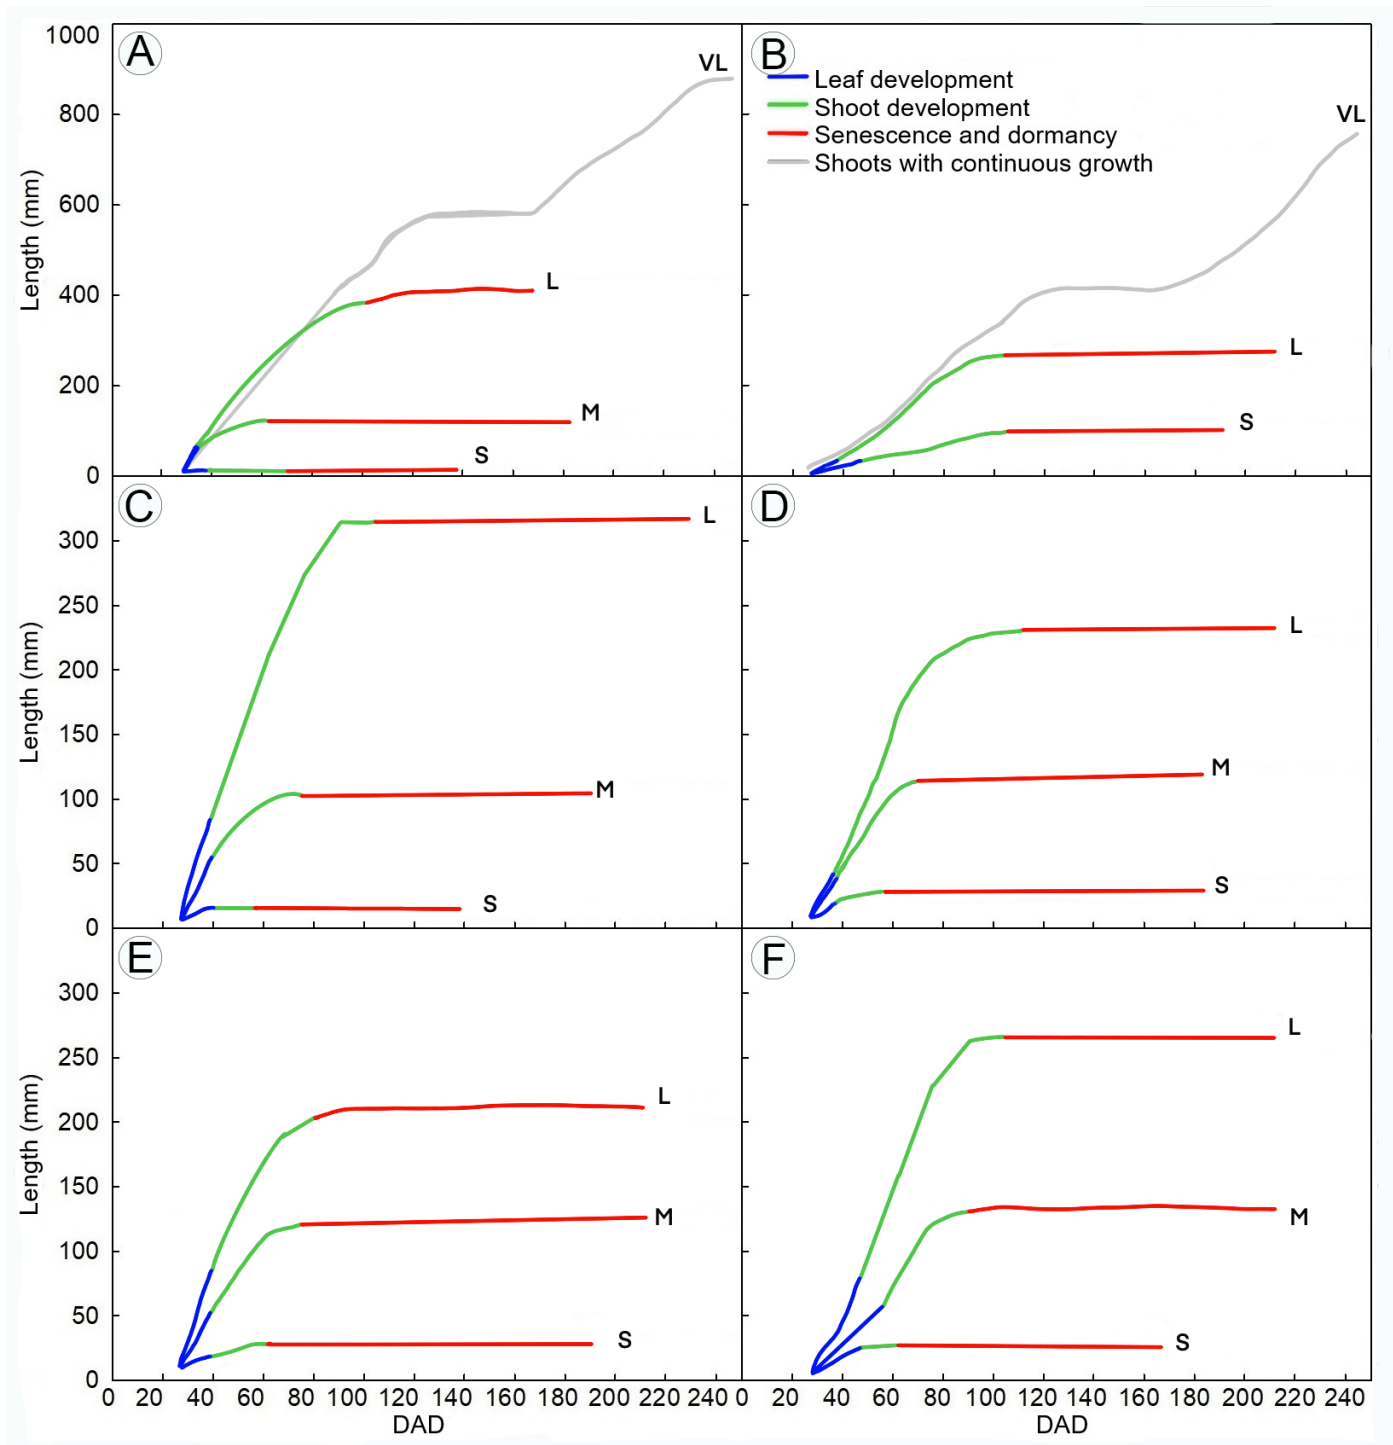 A
B
1000
800
600
400
200
0
Length (mm)
VL
L
M
S
Leaf development
Shoot development
Senescence and dormancy
Shoots with continuous growth
VL
L
S
C
D
300
250
200
150
100
50
0
Length (mm)
L
M
S
L
M
S
E
F
300
250
200
150
100
50
0
Length (mm)
L
M
S
L
M
S
0 20 40 60 80 100 120 140 160 180 200 220 240
0 20 40 60 80 100 120 140 160 180 200 220 240
DAD
DAD